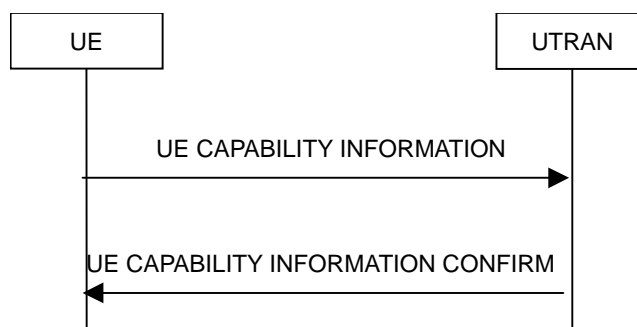 UE
UTRAN
UE CAPABILITY INFORMATION
UE CAPABILITY INFORMATION CONFIRM